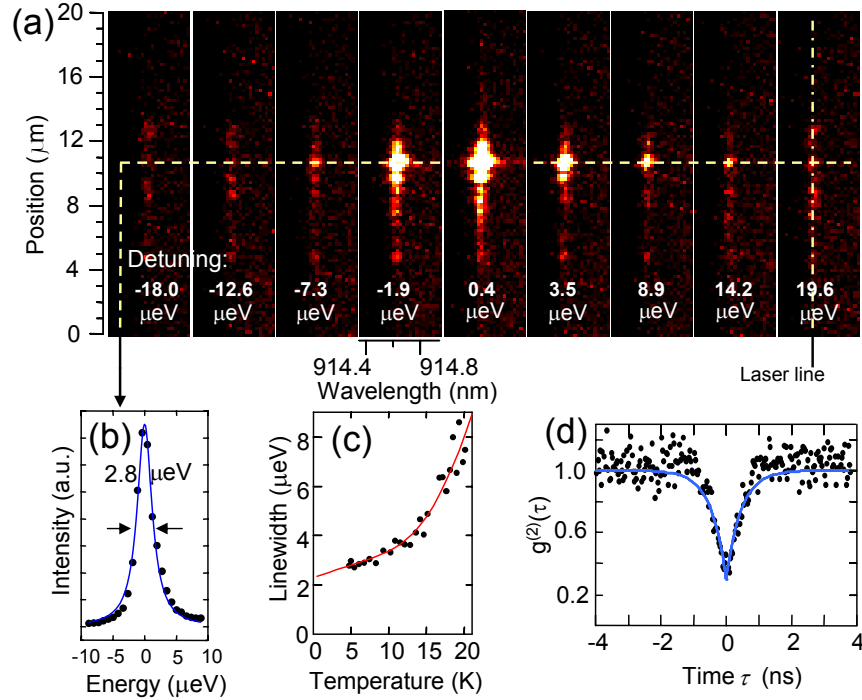 (a)
Position (μm)
20
16
12
8
4
0
Detuning:
-18.0 -12.6 -7.3 -1.9 0.4 3.5 8.9 14.2 19.6
μeV μeV μeV μeV μeV μeV μeV μeV μeV
914.4 914.8
Wavelength (nm)
Laser line
(b)
2.8 μeV
Intensity (a.u.)
-10 -5 0 5 10
Energy (μeV)
(c)
Linewidth (μeV)
8
6
4
2
0
0 5 10 15 20
Temperature (K)
(d)
g⁽²⁾(τ)
1.0
0.6
0.2
-4 -2 0 2 4
Time τ (ns)